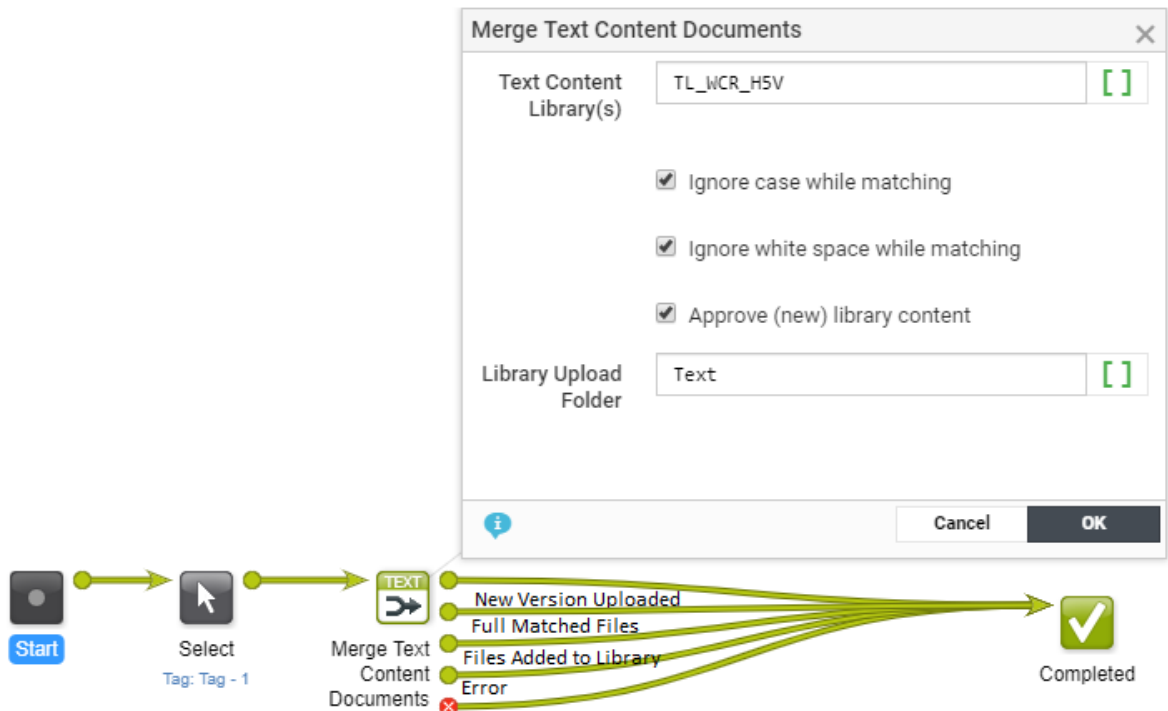 Merge Text Content Documents
Text Content
Library(s)
TL_WCR_H5V
[ ]
Ignore case while matching
Ignore white space while matching
Approve (new) library content
Library Upload
Folder
Text
[ ]
Cancel
OK
Start
Select
Tag: Tag - 1
TEXT
Merge Text
Content
Documents
New Version Uploaded
Full Matched Files
Files Added to Library
Error
Completed